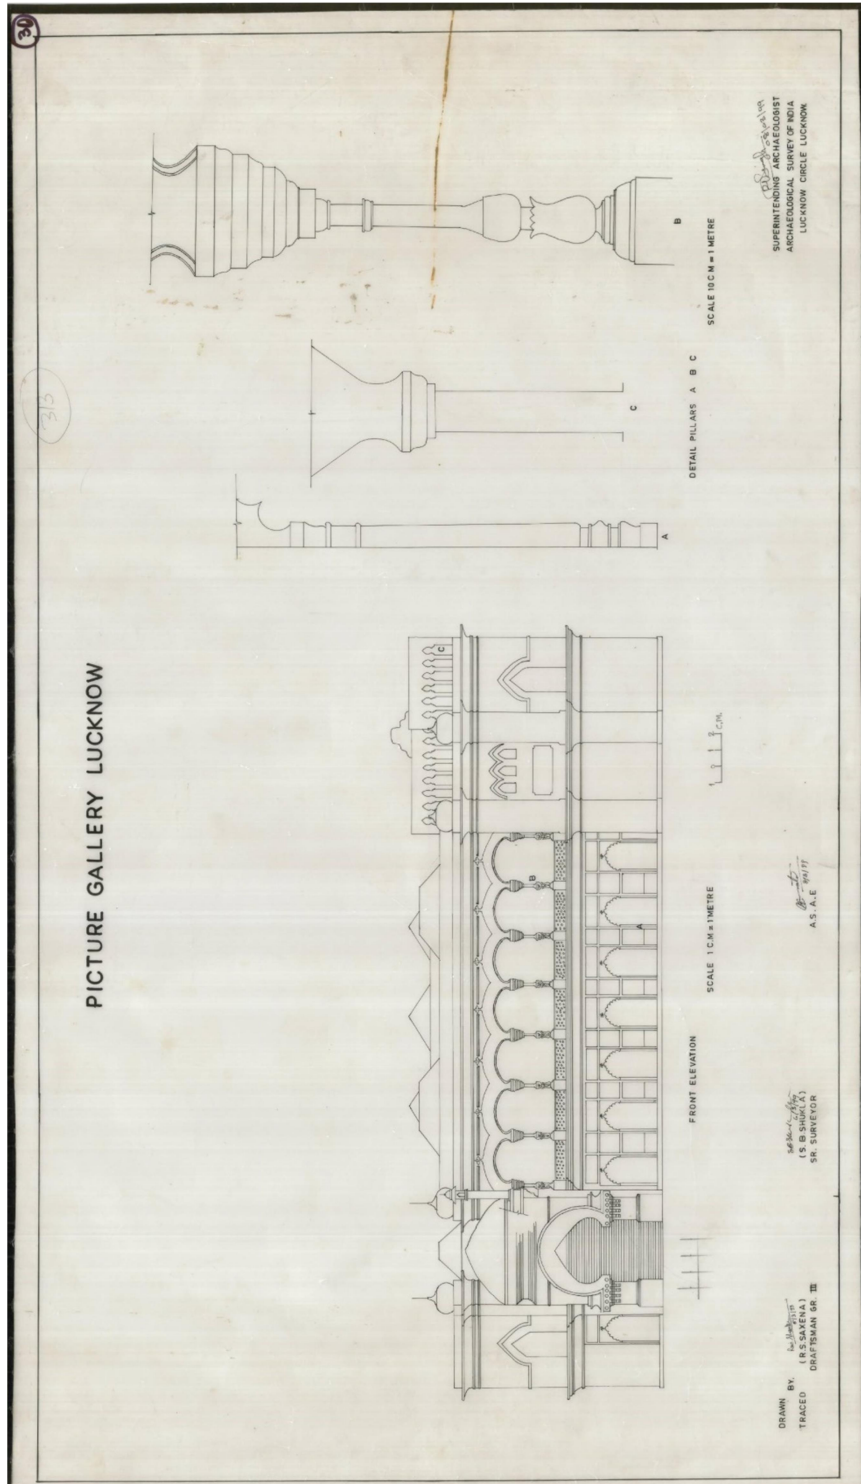 30
313
PICTURE GALLERY LUCKNOW
C
B
A
FRONT ELEVATION
SCALE 1 C.M = 1 METRE
C.M.
A
C
B
DETAIL PILLARS A B C
SCALE 10 C.M = 1 METRE
DRAWN BY.
TRACED (R.S. SAXENA)
DRAFTSMAN GR. III
(S. B. SHUKLA)
SR. SURVEYOR
A.S.A.E
SUPERINTENDING ARCHAEOLOGIST
ARCHAEOLOGICAL SURVEY OF INDIA
LUCKNOW CIRCLE LUCKNOW.